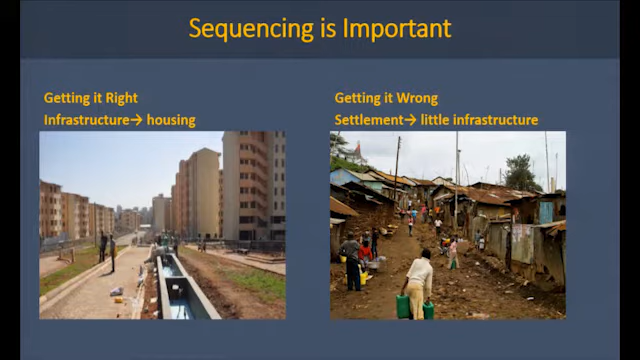 Sequencing is Important
Getting it Right
Infrastructure→ housing
Getting it Wrong
Settlement→ little infrastructure